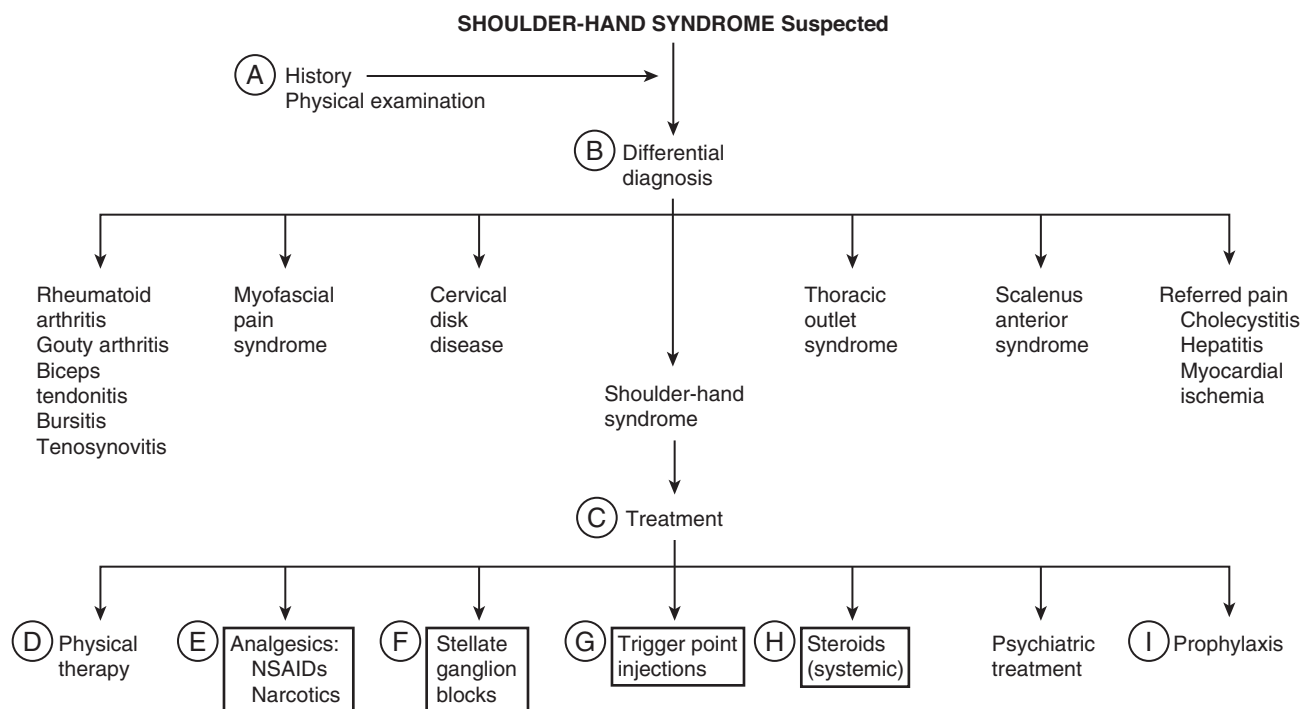 SHOULDER-HAND SYNDROME Suspected
A History
Physical examination
B Differential
diagnosis
Rheumatoid
arthritis
Gouty arthritis
Biceps
tendonitis
Bursitis
Tenosynovitis
Myofascial
pain
syndrome
Cervical
disk
disease
Shoulder-hand
syndrome
Thoracic
outlet
syndrome
Scalenus
anterior
syndrome
Referred pain
Cholecystitis
Hepatitis
Myocardial
ischemia
C Treatment
D Physical
therapy
E Analgesics:
NSAIDs
Narcotics
F Stellate
ganglion
blocks
G Trigger point
injections
H Steroids
(systemic)
Psychiatric
treatment
I Prophylaxis